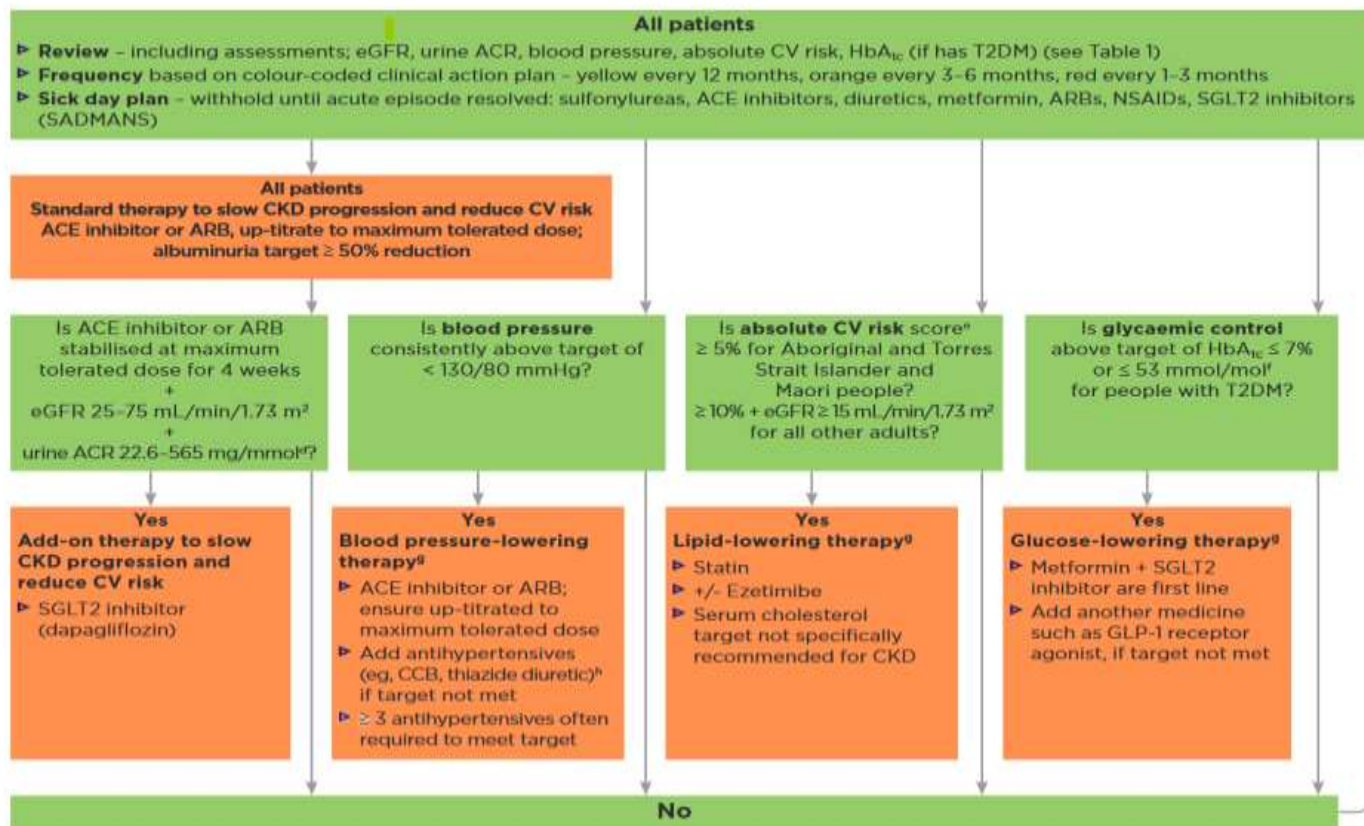 All patients
Review – including assessments; eGFR, urine ACR, blood pressure, absolute CV risk, HbA1c (if has T2DM) (see Table 1)
Frequency based on colour-coded clinical action plan – yellow every 12 months, orange every 3–6 months, red every 1–3 months
Sick day plan – withhold until acute episode resolved: sulfonylureas, ACE inhibitors, diuretics, metformin, ARBs, NSAIDs, SGLT2 inhibitors
(SADMANS)
All patients
Standard therapy to slow CKD progression and reduce CV risk
ACE inhibitor or ARB, up-titrate to maximum tolerated dose;
albuminuria target ≥ 50% reduction
Is ACE inhibitor or ARB
stabilised at maximum
tolerated dose for 4 weeks
+
eGFR 25–75 mL/min/1.73 m²
+
urine ACR 22.6–565 mg/mmolᵈ?
Is blood pressure
consistently above target of
< 130/80 mmHg?
Is absolute CV risk scoreᵉ
≥ 5% for Aboriginal and Torres
Strait Islander and
Maori people?
≥ 10% + eGFR ≥ 15 mL/min/1.73 m²
for all other adults?
Is glycaemic control
above target of HbA1c ≤ 7%
or ≤ 53 mmol/molᶠ
for people with T2DM?
Yes
Add-on therapy to slow
CKD progression and
reduce CV risk
SGLT2 inhibitor
(dapagliflozin)
Yes
Blood pressure-lowering
therapyᵍ
ACE inhibitor or ARB;
ensure up-titrated to
maximum tolerated dose
Add antihypertensives
(eg, CCB, thiazide diuretic)ʰ
if target not met
≥ 3 antihypertensives often
required to meet target
Yes
Lipid-lowering therapyᵍ
Statin
+/- Ezetimibe
Serum cholesterol
target not specifically
recommended for CKD
Yes
Glucose-lowering therapyᵍ
Metformin + SGLT2
inhibitor are first line
Add another medicine
such as GLP-1 receptor
agonist, if target not met
No